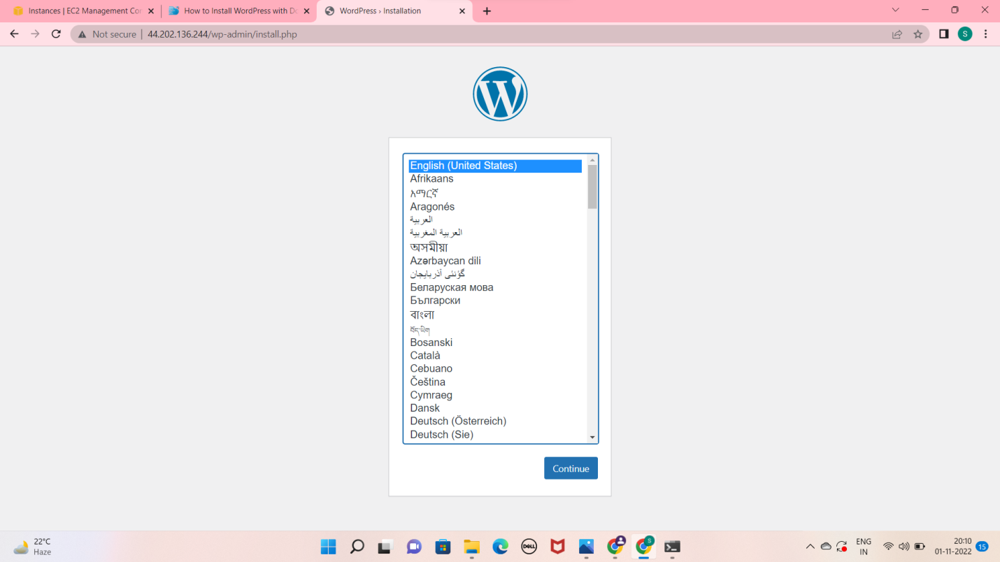 Instances | EC2 Management Con
How to Install WordPress with Do
WordPress › Installation
Not secure
44.202.136.244/wp-admin/install.php
S
English (United States)
Afrikaans
አማርኛ
Aragonés
العربية
العربية المغربية
অসমীয়া
Azərbaycan dili
گؤنئی آذربایجان
Беларуская мова
Български
বাংলা
བོད་ཡིག
Bosanski
Català
Cebuano
Čeština
Cymraeg
Dansk
Deutsch (Österreich)
Deutsch (Sie)
Continue
22°C
Haze
DELL
S
ENG
IN
20:10
01-11-2022
15